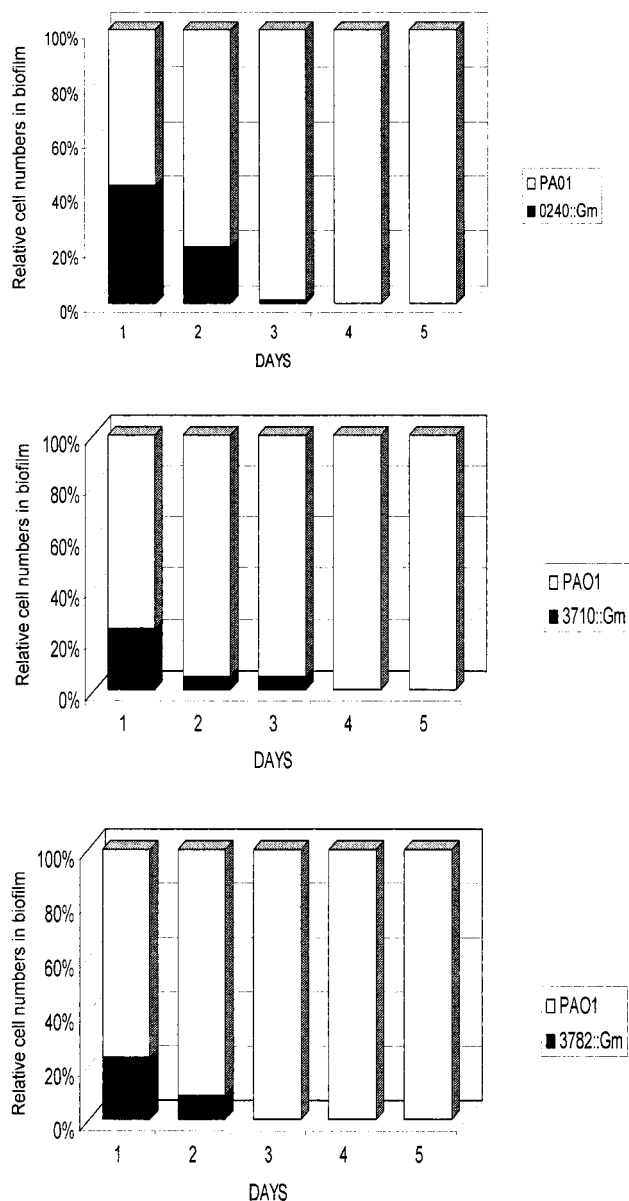 Relative cell numbers in biofilm
100%
80%
60%
40%
20%
0%
1 2 3 4 5
DAYS
PA01
0240::Gm
Relative cell numbers in biofilm
100%
80%
60%
40%
20%
0%
1 2 3 4 5
DAYS
PAO1
3710::Gm
Relative cell numbers in biofilm
100%
80%
60%
40%
20%
0%
1 2 3 4 5
DAYS
PAO1
3782::Gm